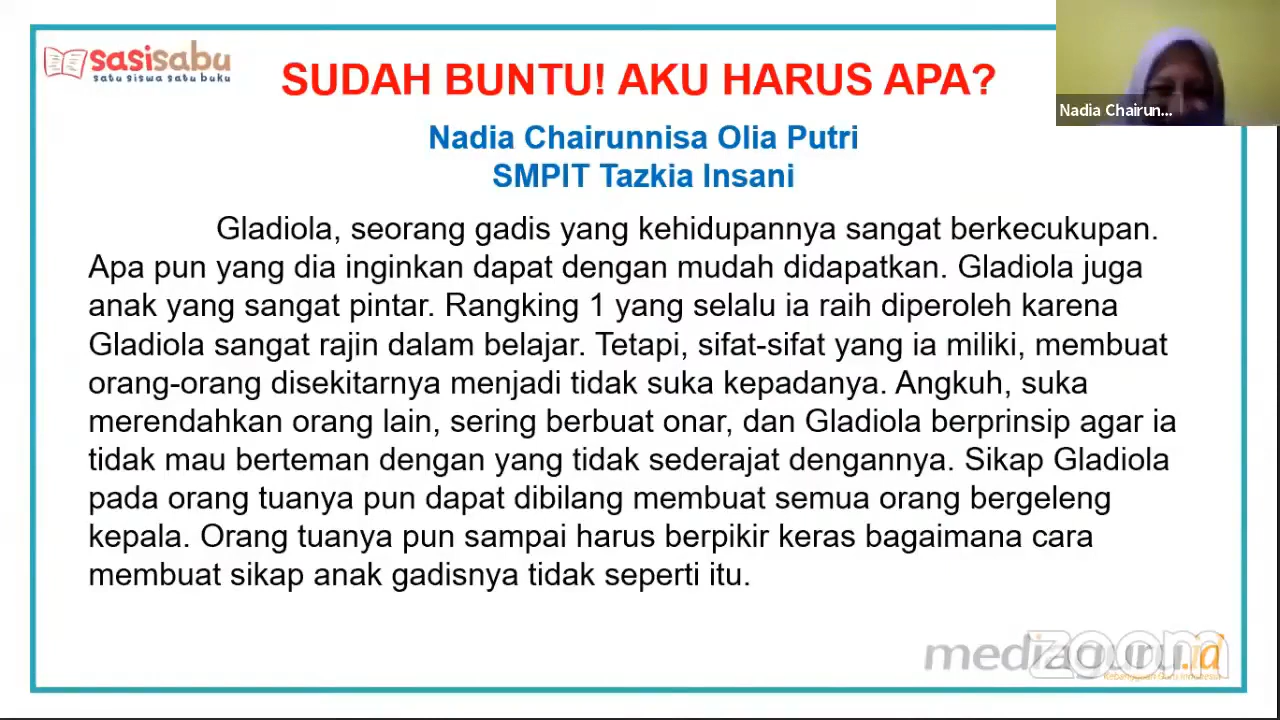 sasisabu
satu siswa satu buku
SUDAH BUNTU! AKU HARUS APA?
Nadia Chairun...
Nadia Chairunnisa Olia Putri
SMPIT Tazkia Insani
Gladiola, seorang gadis yang kehidupannya sangat berkecukupan.
Apa pun yang dia inginkan dapat dengan mudah didapatkan. Gladiola juga
anak yang sangat pintar. Rangking 1 yang selalu ia raih diperoleh karena
Gladiola sangat rajin dalam belajar. Tetapi, sifat-sifat yang ia miliki, membuat
orang-orang disekitarnya menjadi tidak suka kepadanya. Angkuh, suka
merendahkan orang lain, sering berbuat onar, dan Gladiola berprinsip agar ia
tidak mau berteman dengan yang tidak sederajat dengannya. Sikap Gladiola
pada orang tuanya pun dapat dibilang membuat semua orang bergeleng
kepala. Orang tuanya pun sampai harus berpikir keras bagaimana cara
membuat sikap anak gadisnya tidak seperti itu.
mediaguru.id
zoom
Kebanggaan Guru Indonesia